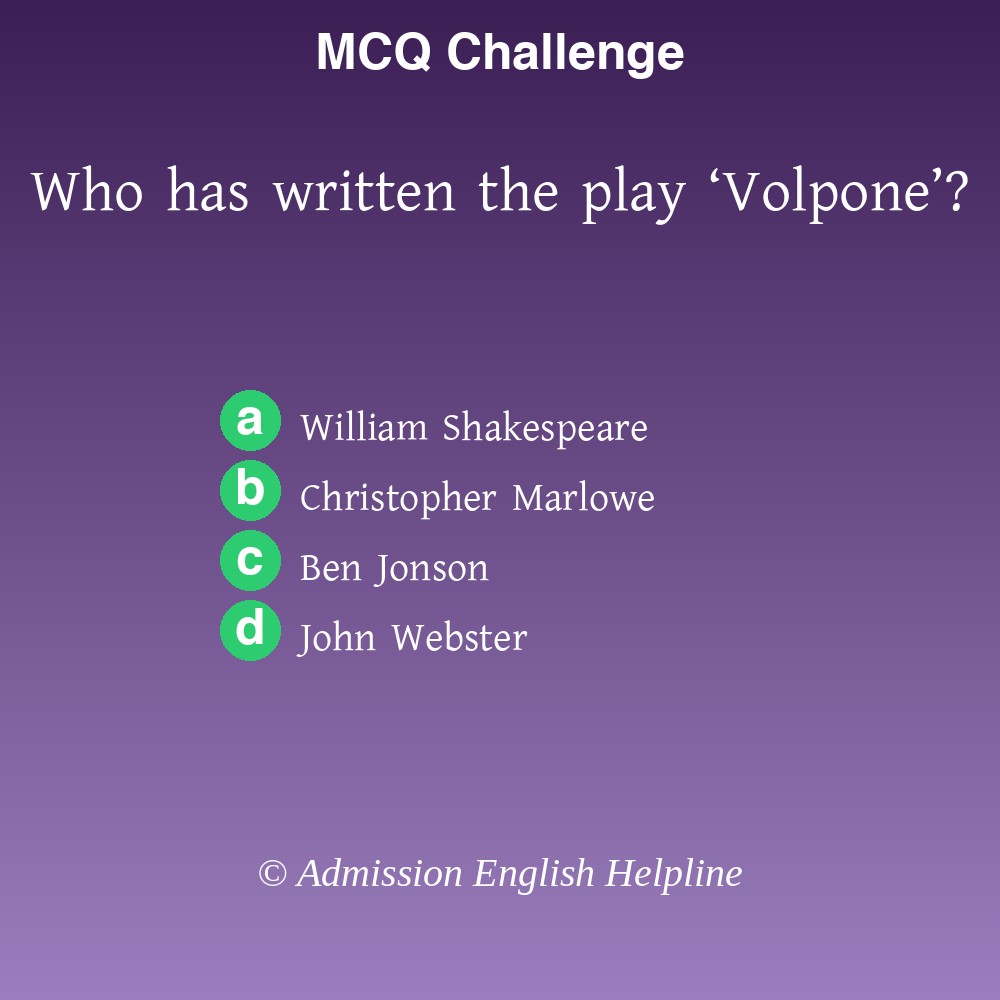 MCQ Challenge
Who has written the play ‘Volpone’?
a William Shakespeare
b Christopher Marlowe
c Ben Jonson
d John Webster
© Admission English Helpline